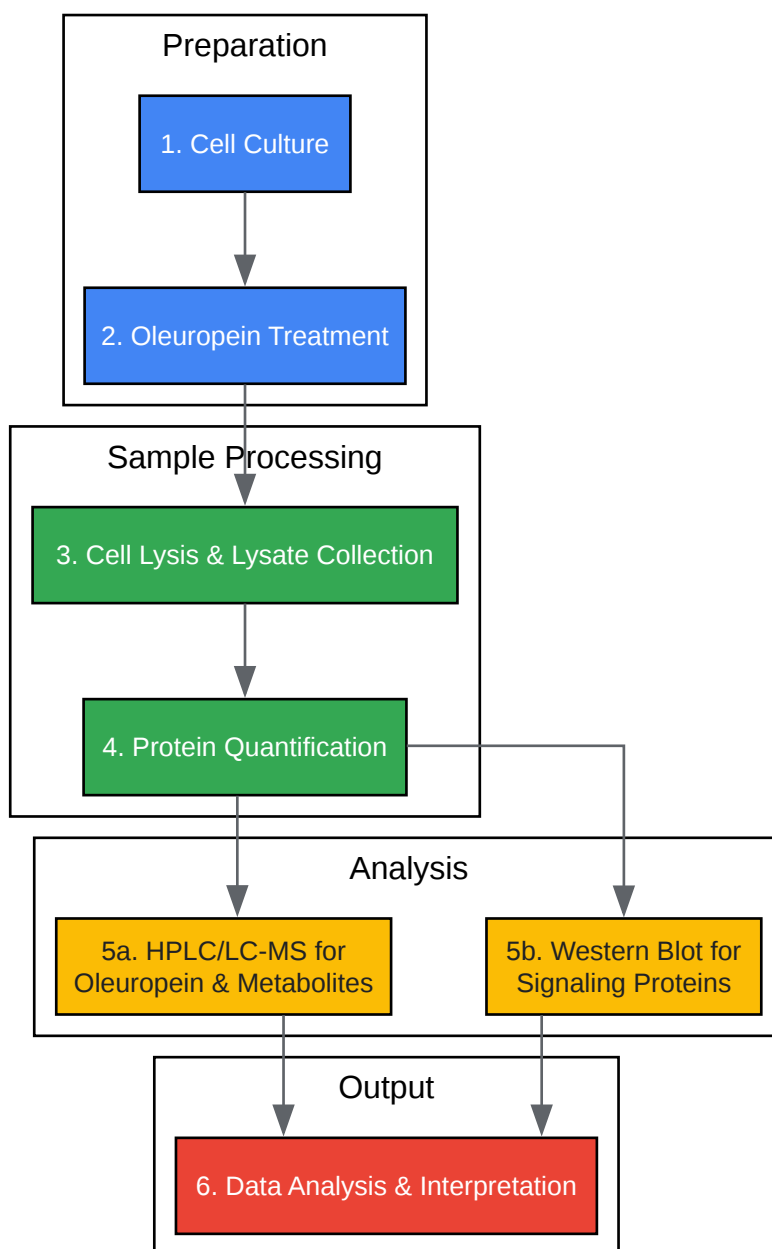 Preparation
1. Cell Culture
2. Oleuropein Treatment
Sample Processing
3. Cell Lysis & Lysate Collection
4. Protein Quantification
Analysis
5a. HPLC/LC-MS for
Oleuropein & Metabolites
5b. Western Blot for
Signaling Proteins
Output
6. Data Analysis & Interpretation